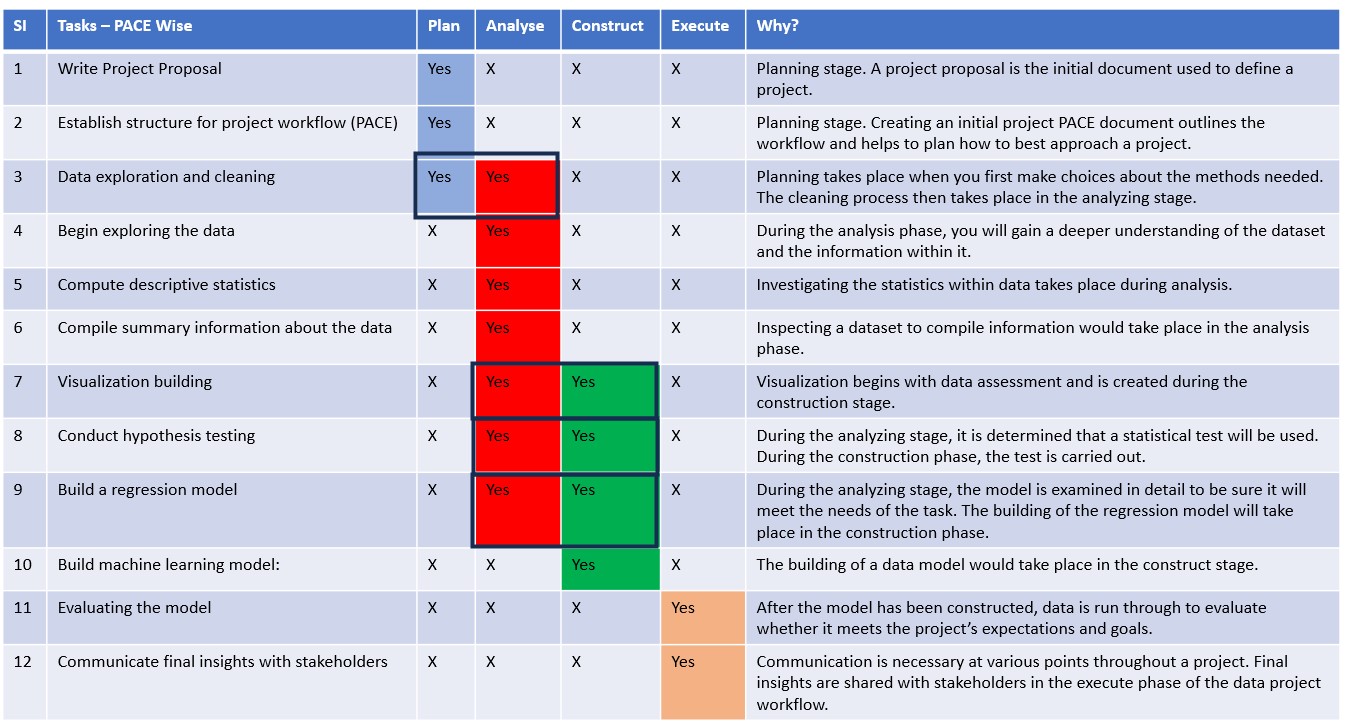 SI Tasks – PACE Wise Plan Analyse Construct Execute Why?
1 Write Project Proposal Yes X X X Planning stage. A project proposal is the initial document used to define a
project.
2 Establish structure for project workflow (PACE) Yes X X X Planning stage. Creating an initial project PACE document outlines the
workflow and helps to plan how to best approach a project.
3 Data exploration and cleaning Yes Yes X X Planning takes place when you first make choices about the methods needed.
The cleaning process then takes place in the analyzing stage.
4 Begin exploring the data X Yes X X During the analysis phase, you will gain a deeper understanding of the dataset
and the information within it.
5 Compute descriptive statistics X Yes X X Investigating the statistics within data takes place during analysis.
6 Compile summary information about the data X Yes X X Inspecting a dataset to compile information would take place in the analysis
phase.
7 Visualization building X Yes Yes X Visualization begins with data assessment and is created during the
construction stage.
8 Conduct hypothesis testing X Yes Yes X During the analyzing stage, it is determined that a statistical test will be used.
During the construction phase, the test is carried out.
9 Build a regression model X Yes Yes X During the analyzing stage, the model is examined in detail to be sure it will
meet the needs of the task. The building of the regression model will take
place in the construction phase.
10 Build machine learning model: X X Yes X The building of a data model would take place in the construct stage.
11 Evaluating the model X X X Yes After the model has been constructed, data is run through to evaluate
whether it meets the project’s expectations and goals.
12 Communicate final insights with stakeholders X X X Yes Communication is necessary at various points throughout a project. Final
insights are shared with stakeholders in the execute phase of the data project
workflow.